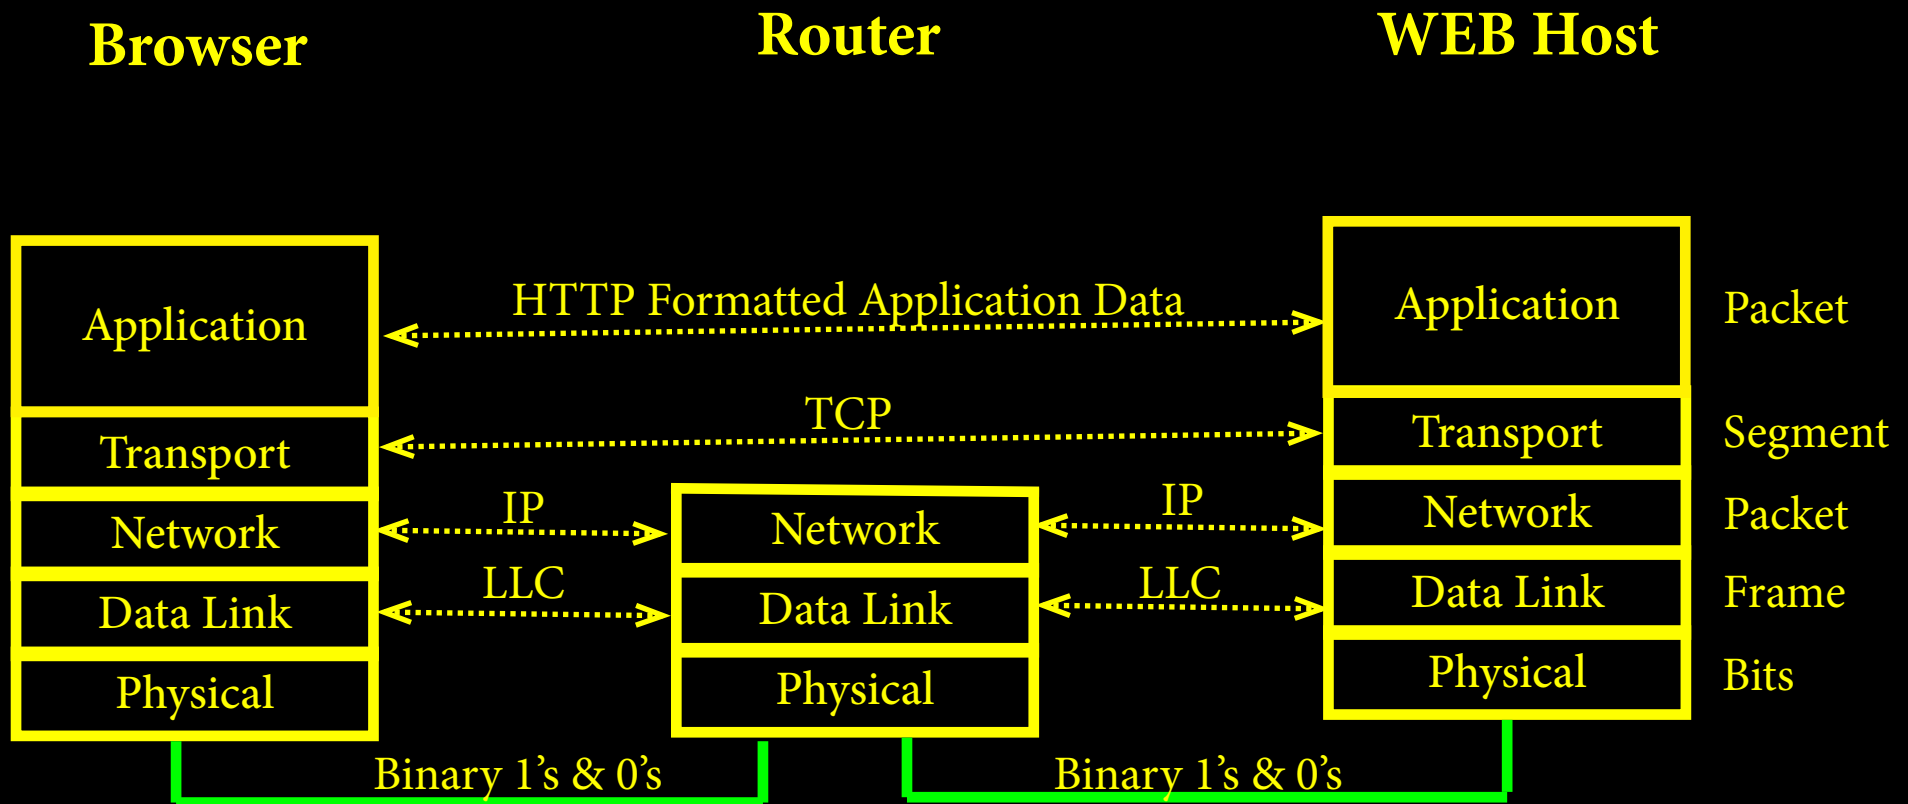 Browser
Router
WEB Host
Application
HTTP Formatted Application Data
Application
Packet
Transport
TCP
Transport
Segment
Network
IP
Network
IP
Network
Packet
Data Link
LLC
Data Link
LLC
Data Link
Frame
Physical
Physical
Physical
Bits
Binary 1's & 0's
Binary 1's & 0's